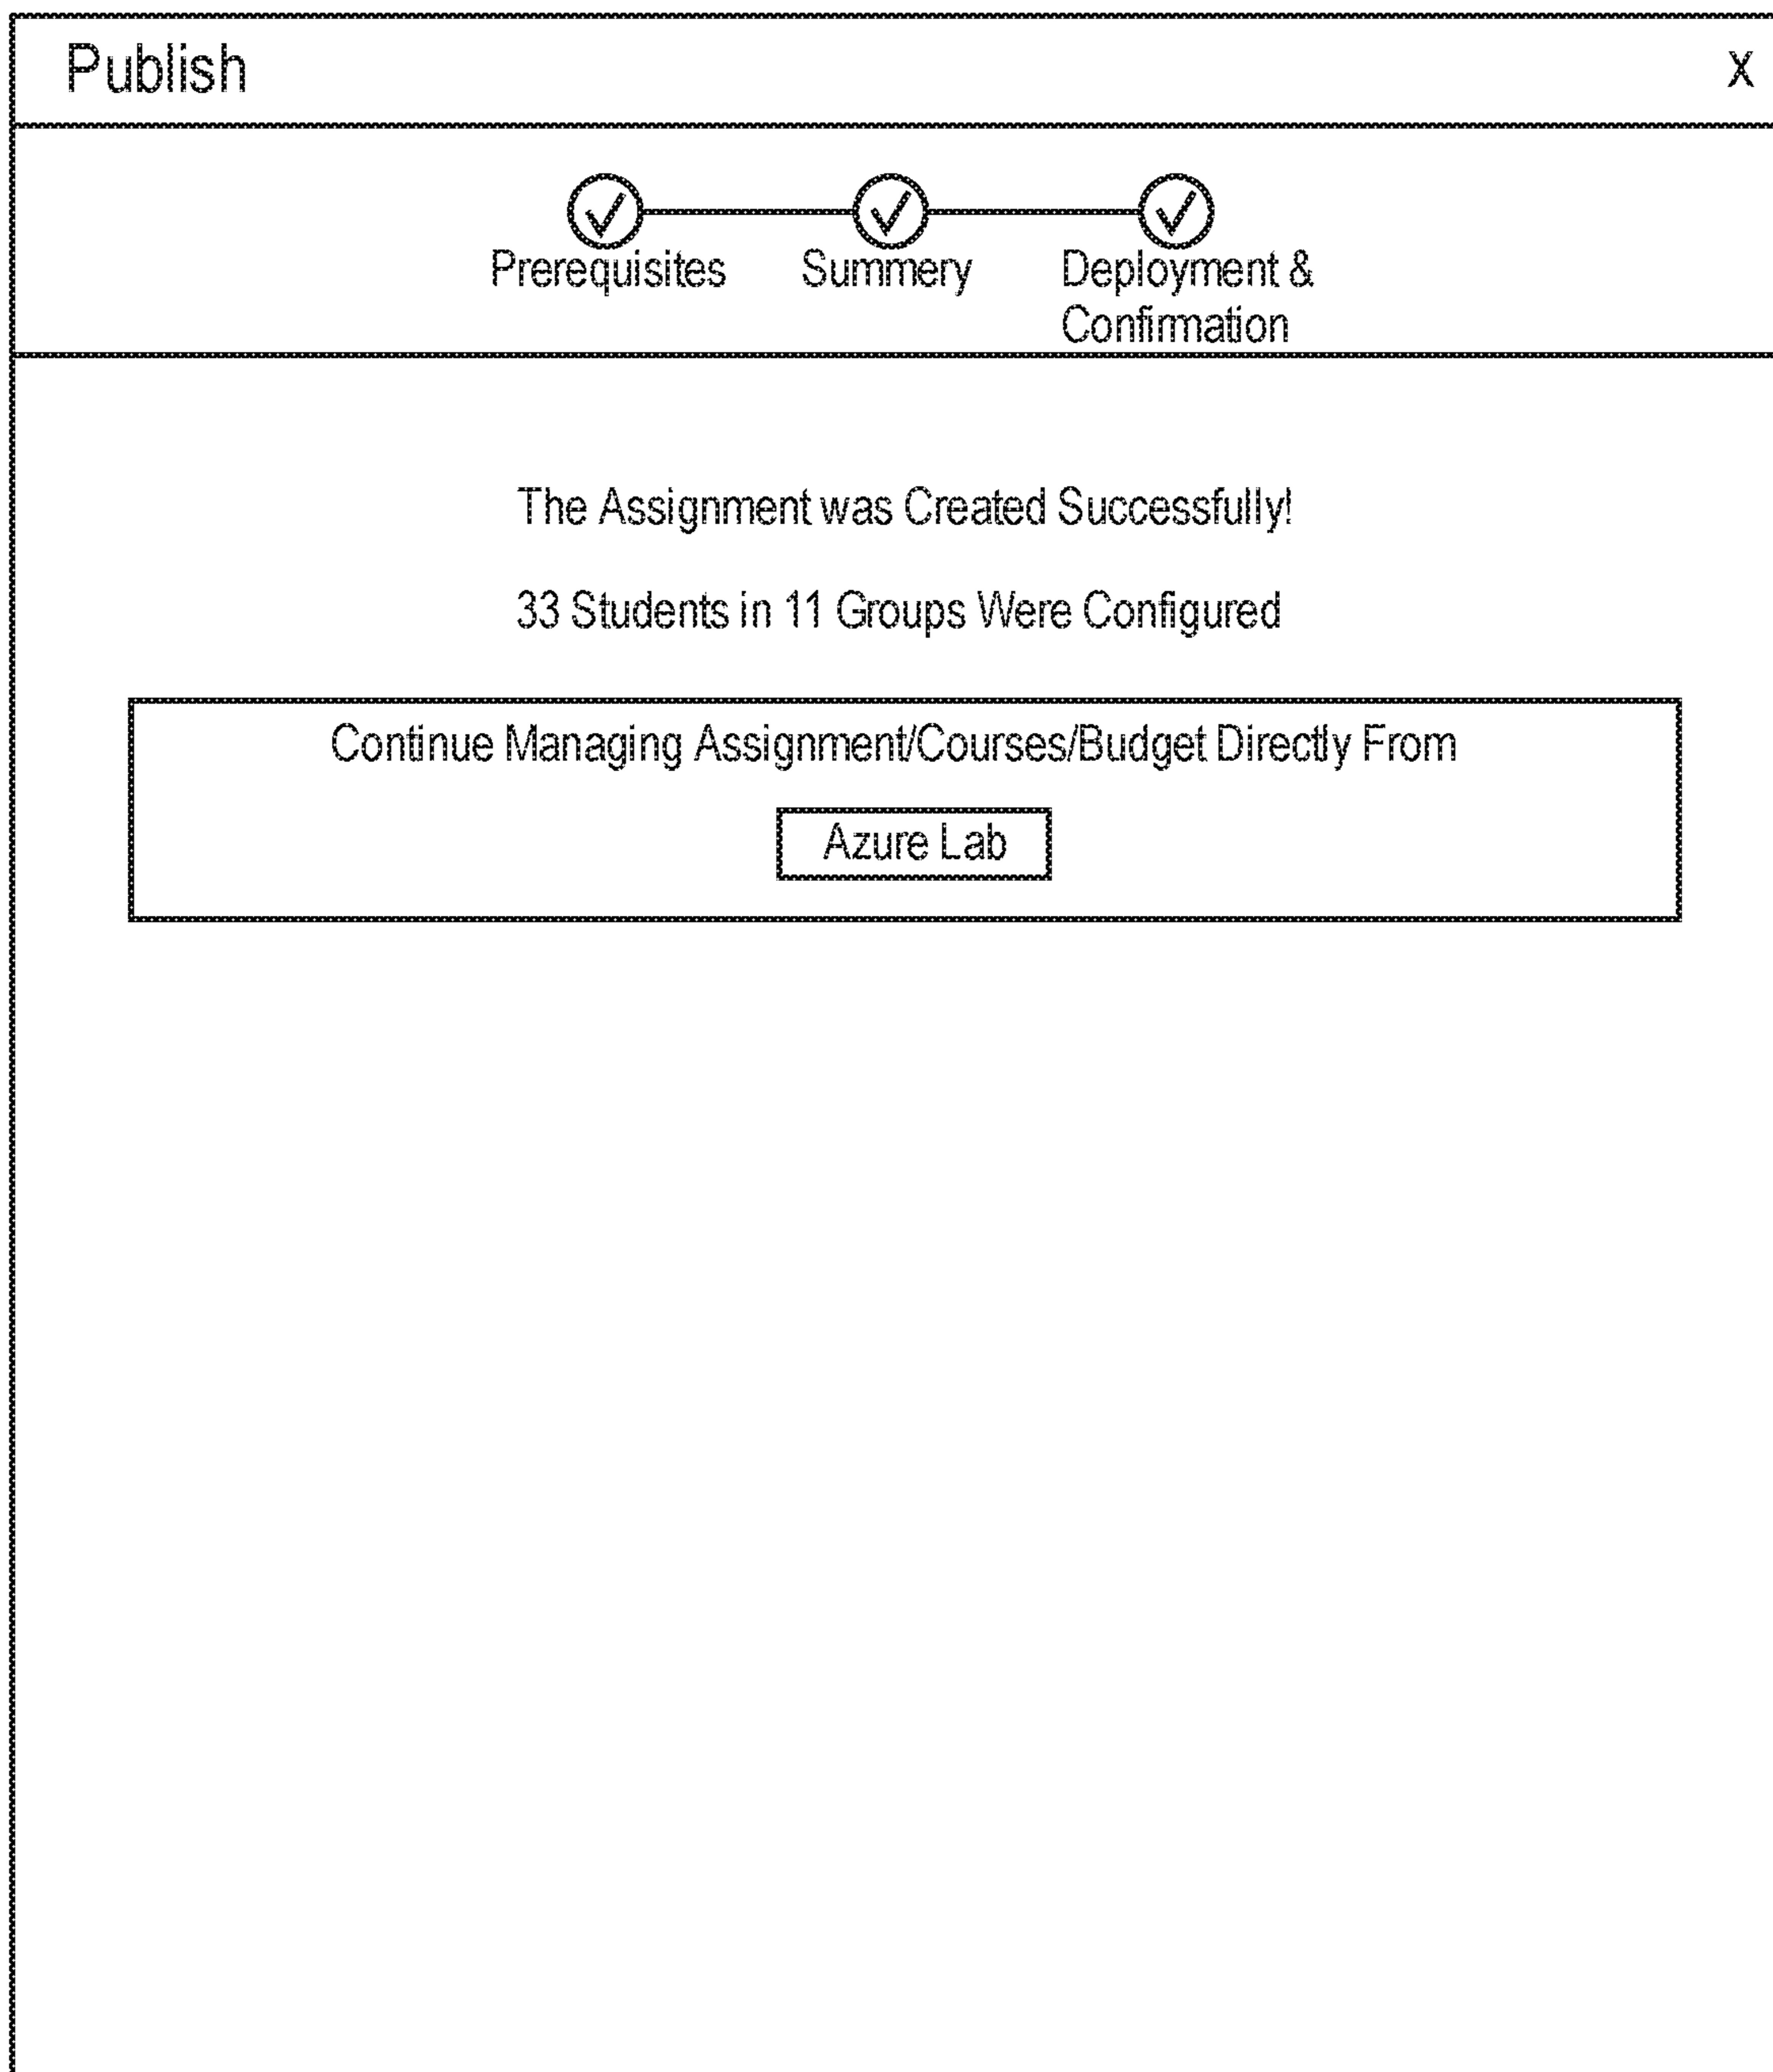 Publish X
Prerequisites Summery Deployment &
Confirmation
The Assignment was Created Successfully!
33 Students in 11 Groups Were Configured
Continue Managing Assignment/Courses/Budget Directly From
Azure Lab